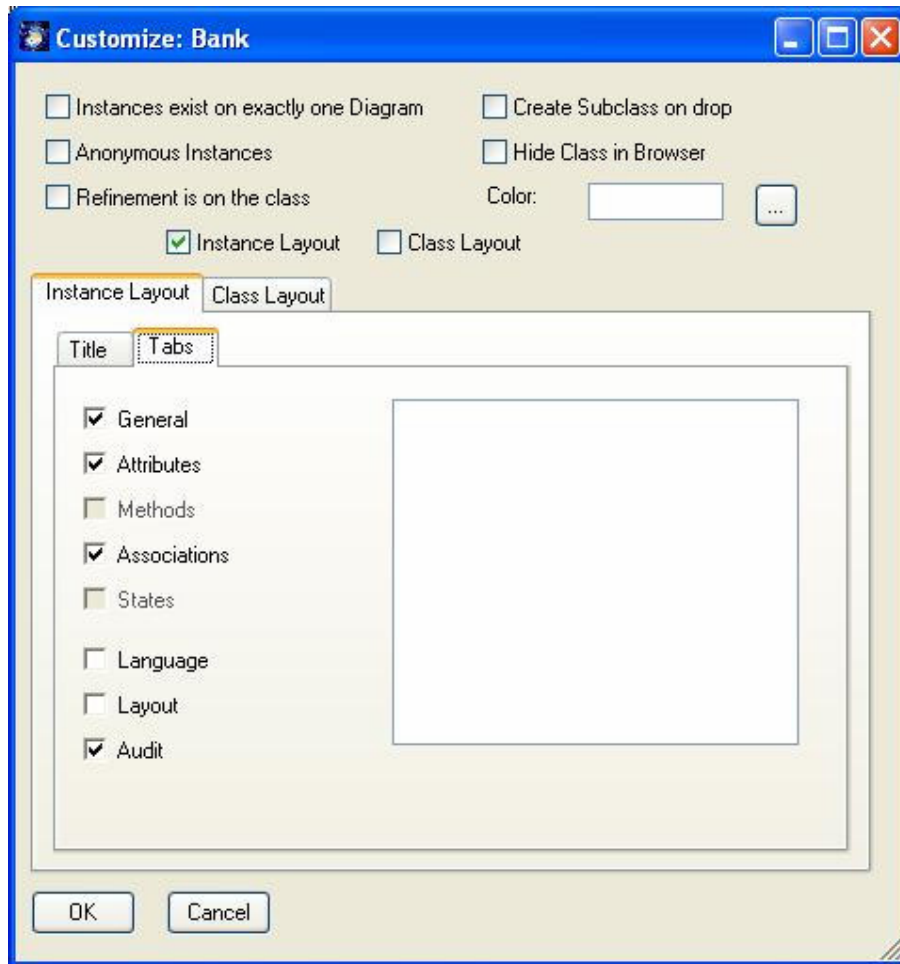 Customize: Bank
Instances exist on exactly one Diagram
Create Subclass on drop
Anonymous Instances
Hide Class in Browser
Refinement is on the class
Color:
...
Instance Layout
Class Layout
Instance Layout
Class Layout
Title
Tabs
General
Attributes
Methods
Associations
States
Language
Layout
Audit
OK
Cancel